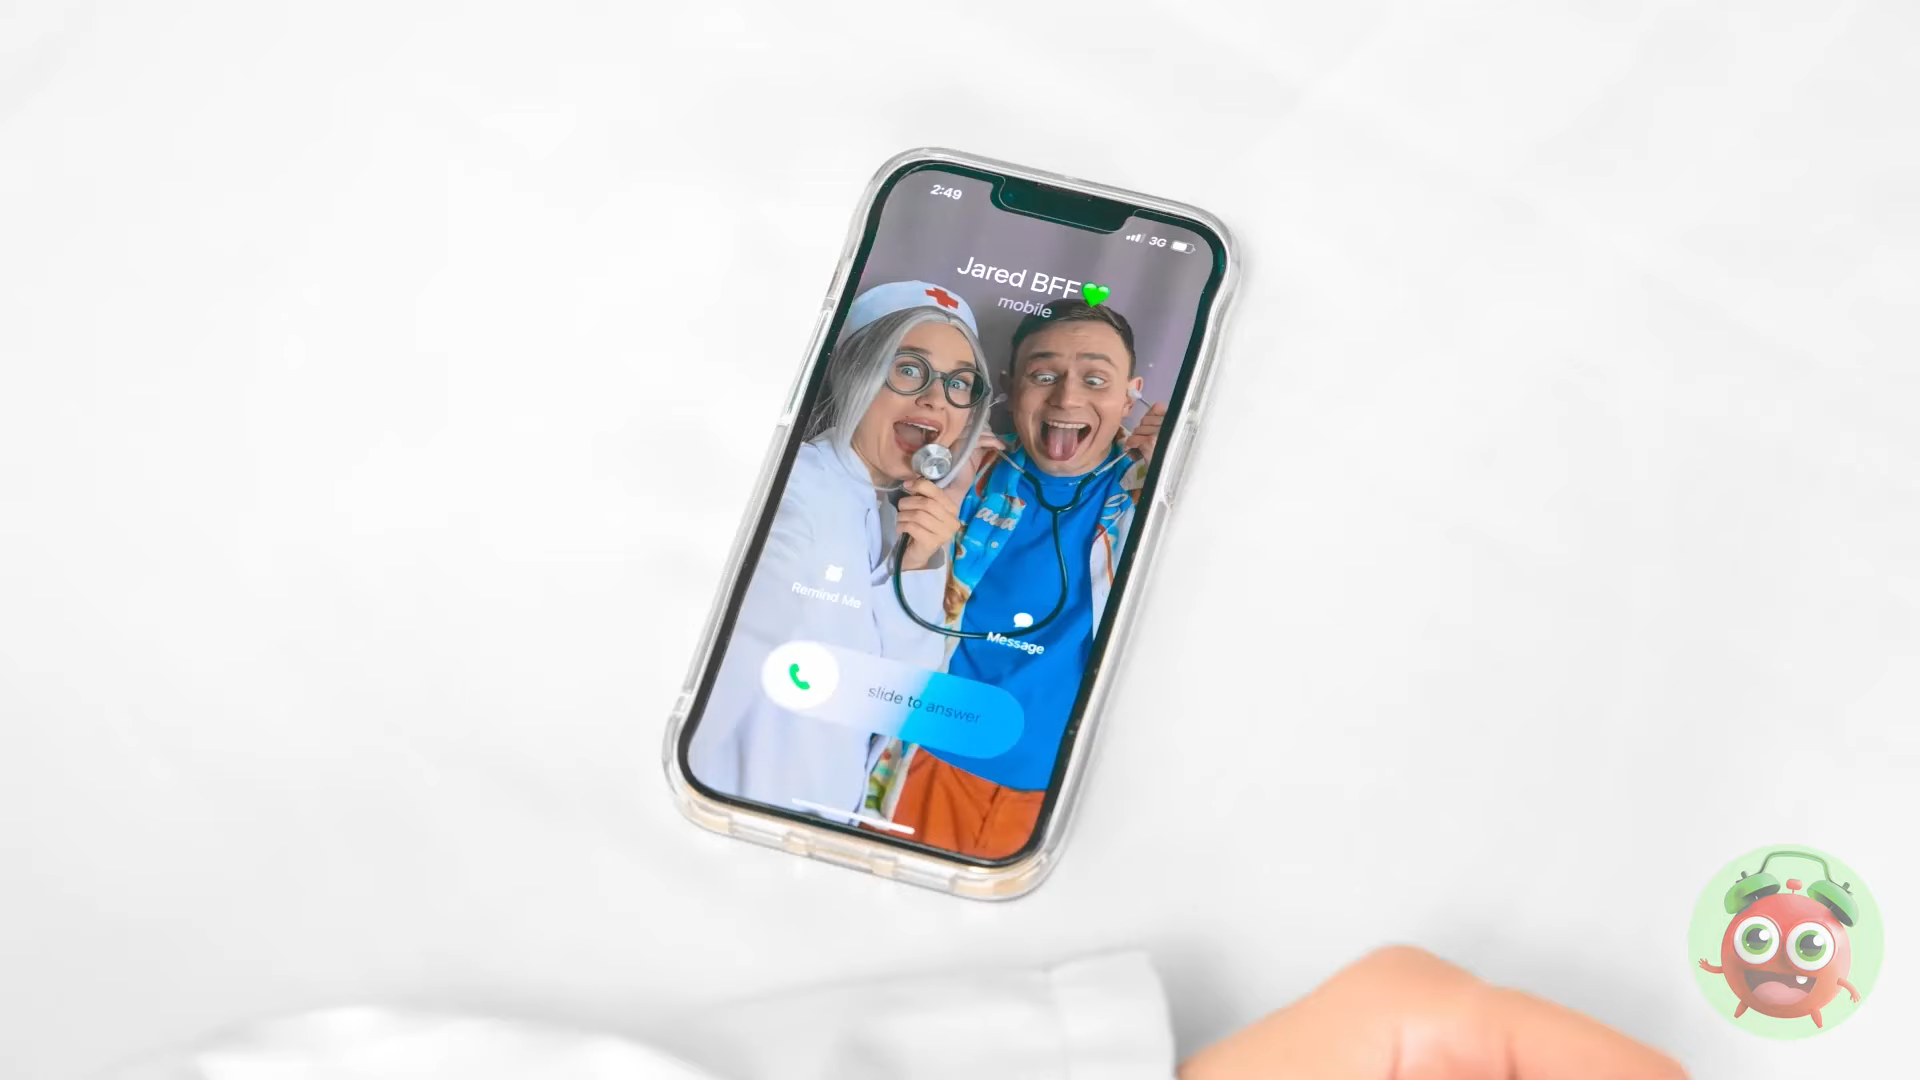 2:49
3G
Jared BFF💚
mobile
Remind Me
Message
slide to answer